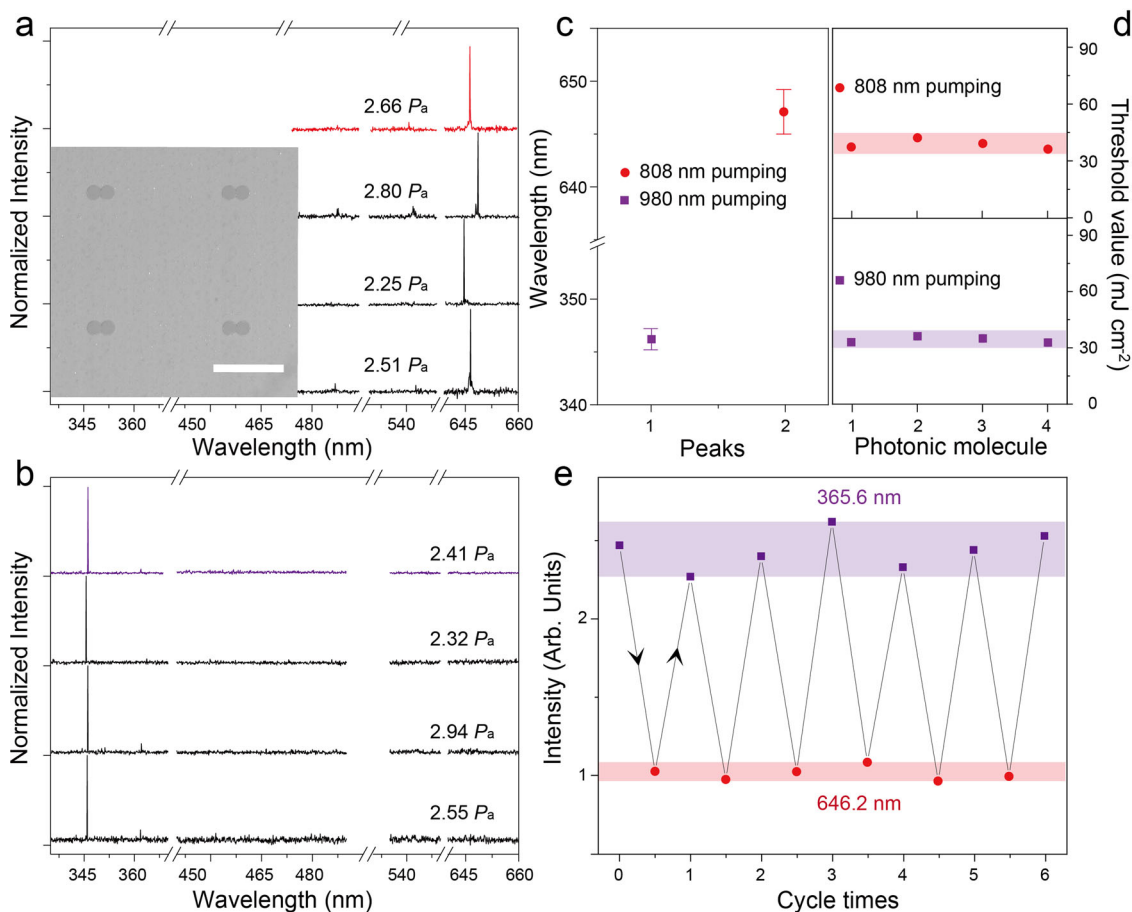 a
Normalized Intensity
2.66 Pa
2.80 Pa
2.25 Pa
2.51 Pa
345 360 450 465 480 540 645 660
Wavelength (nm)
b
Normalized Intensity
2.41 Pa
2.32 Pa
2.94 Pa
2.55 Pa
345 360 450 465 480 540 645 660
Wavelength (nm)
c
Wavelength (nm)
650
640
350
340
808 nm pumping
980 nm pumping
1 2
Peaks
d
808 nm pumping
980 nm pumping
90
60
30
0
90
60
30
0
Threshold value (mJ cm-2)
1 2 3 4
Photonic molecule
e
Intensity (Arb. Units)
2
1
365.6 nm
646.2 nm
0 1 2 3 4 5 6
Cycle times